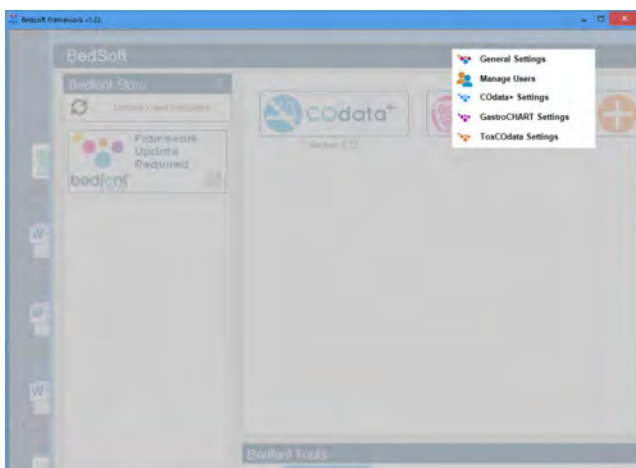 Bedsoft Framework v1.22
BedSoft
General Settings
Manage Users
COdata+ Settings
GastroCHART Settings
ToxCOdata Settings
Bedfont Store
COdata+
Framework
Update
Required
bedfont
Bedfont Tools